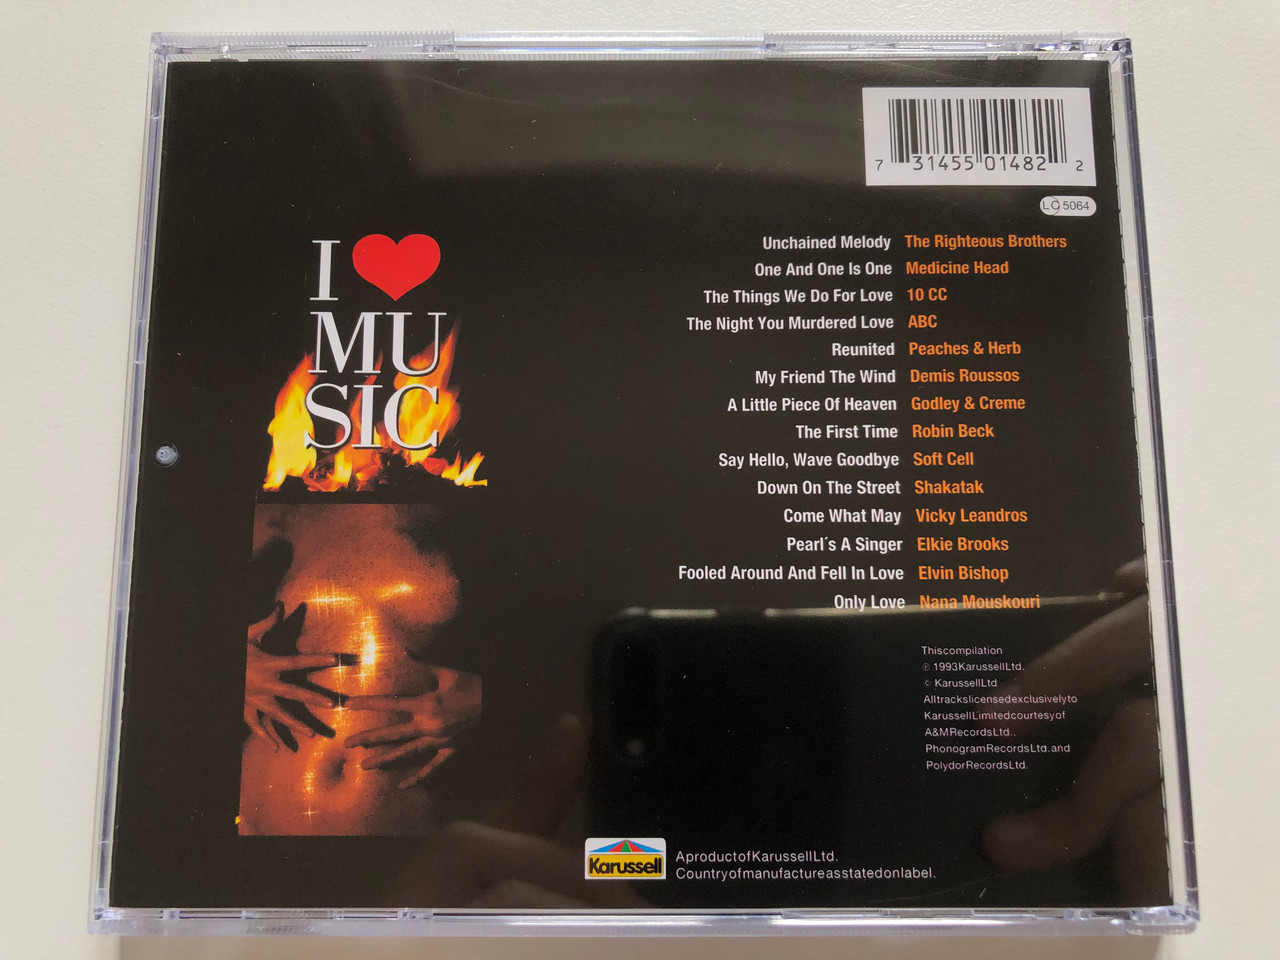 7 31455 01482 2
LC 5064
I
MU
SIC
Unchained Melody The Righteous Brothers
One And One Is One Medicine Head
The Things We Do For Love 10 CC
The Night You Murdered Love ABC
Reunited Peaches & Herb
My Friend The Wind Demis Roussos
A Little Piece Of Heaven Godley & Creme
The First Time Robin Beck
Say Hello, Wave Goodbye Soft Cell
Down On The Street Shakatak
Come What May Vicky Leandros
Pearl´s A Singer Elkie Brooks
Fooled Around And Fell In Love Elvin Bishop
Only Love Nana Mouskouri
Thiscompilation
℗ 1993KarussellLtd.
© KarussellLtd
Alltrackslicensedexclusivelyto
KarussellLimitedcourtesyof
A&MRecordsLtd..
PhonogramRecordsLtd.and
PolydorRecordsLtd.
Karussell
AproductofKarussellLtd.
Countryofmanufactureasstatedonlabel.